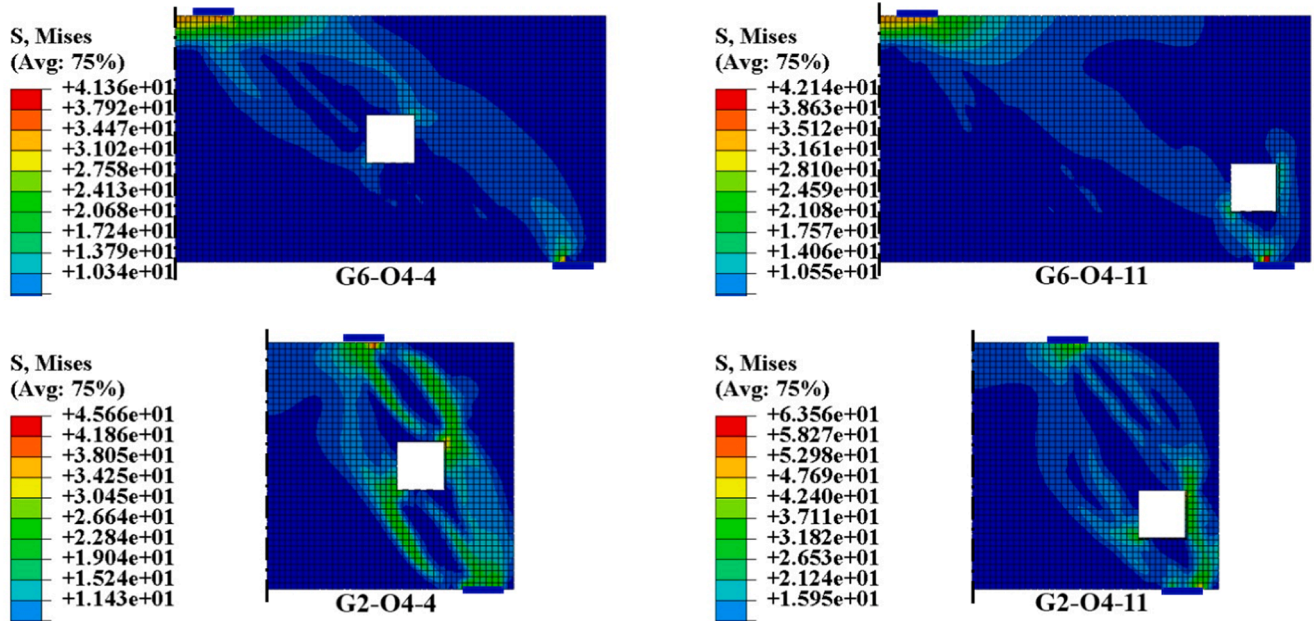 S, Mises
(Avg: 75%)
+4.136e+01
+3.792e+01
+3.447e+01
+3.102e+01
+2.758e+01
+2.413e+01
+2.068e+01
+1.724e+01
+1.379e+01
+1.034e+01
G6-O4-4
S, Mises
(Avg: 75%)
+4.214e+01
+3.863e+01
+3.512e+01
+3.161e+01
+2.810e+01
+2.459e+01
+2.108e+01
+1.757e+01
+1.406e+01
+1.055e+01
G6-O4-11
S, Mises
(Avg: 75%)
+4.566e+01
+4.186e+01
+3.805e+01
+3.425e+01
+3.045e+01
+2.664e+01
+2.284e+01
+1.904e+01
+1.524e+01
+1.143e+01
G2-O4-4
S, Mises
(Avg: 75%)
+6.356e+01
+5.827e+01
+5.298e+01
+4.769e+01
+4.240e+01
+3.711e+01
+3.182e+01
+2.653e+01
+2.124e+01
+1.595e+01
G2-O4-11